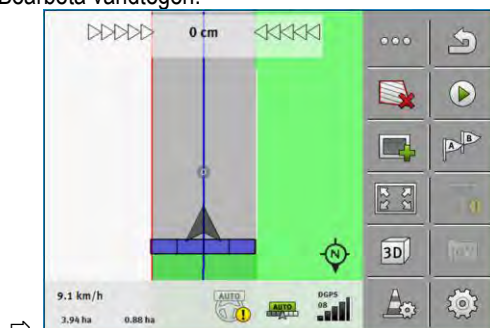 Bearbeta vändtegen.
0 cm
A B
3D
N
9.1 km/h
AUTO
AUTO
DGPS
08
3.94 ha 0.88 ha